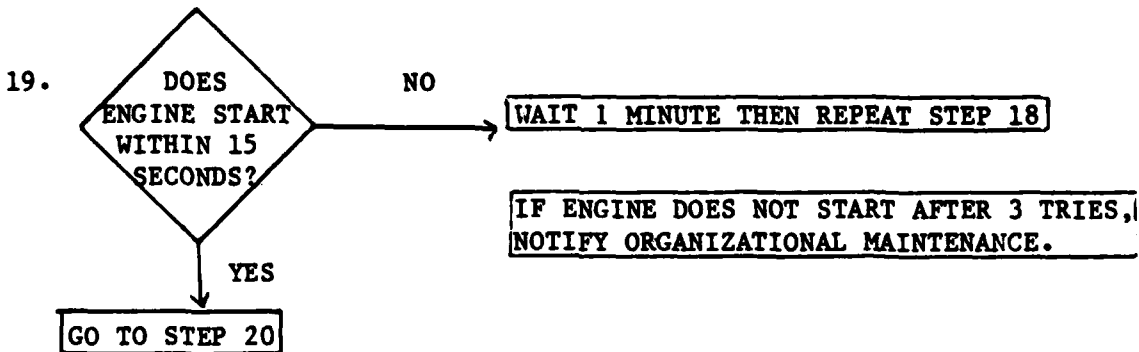 19.
DOES
ENGINE START
WITHIN 15
SECONDS?
NO
WAIT 1 MINUTE THEN REPEAT STEP 18
IF ENGINE DOES NOT START AFTER 3 TRIES,
NOTIFY ORGANIZATIONAL MAINTENANCE.
YES
GO TO STEP 20